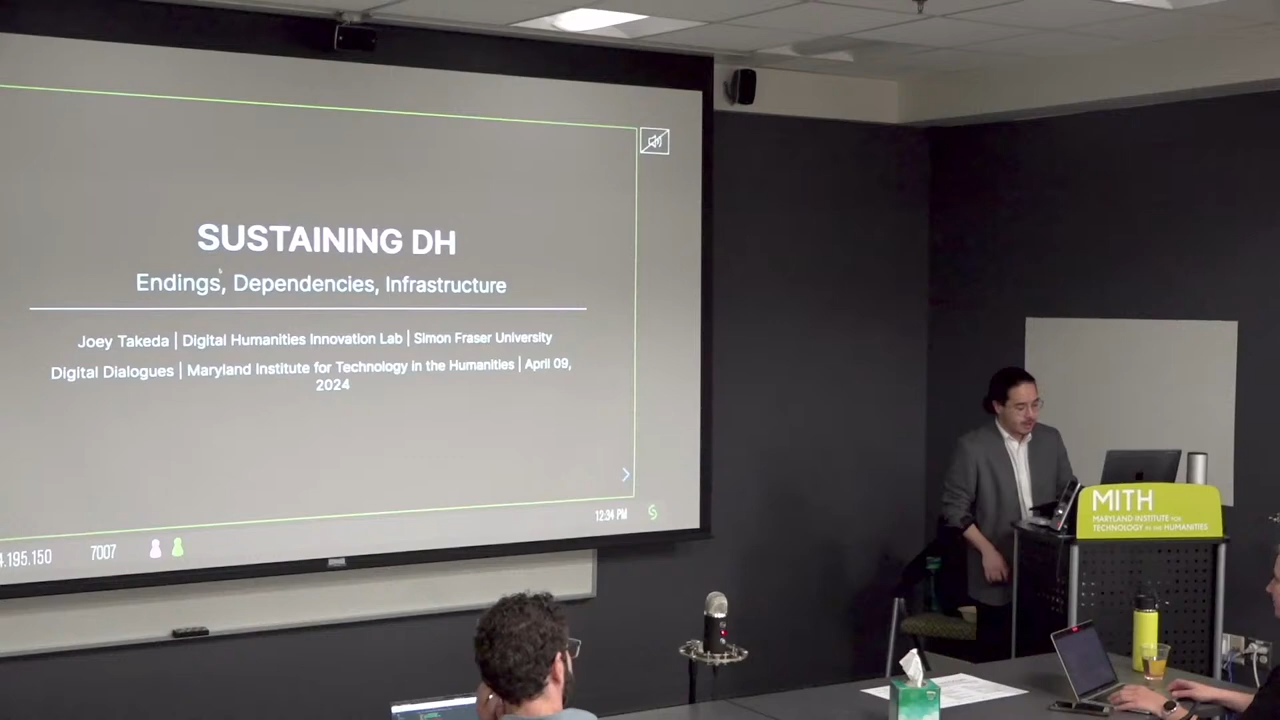 SUSTAINING DH
Endings, Dependencies, Infrastructure
Joey Takeda | Digital Humanities Innovation Lab | Simon Fraser University
Digital Dialogues | Maryland Institute for Technology in the Humanities | April 09,
2024
12:34 PM
4.195.150 7007
MITH
MARYLAND INSTITUTE FOR
TECHNOLOGY IN THE HUMANITIES